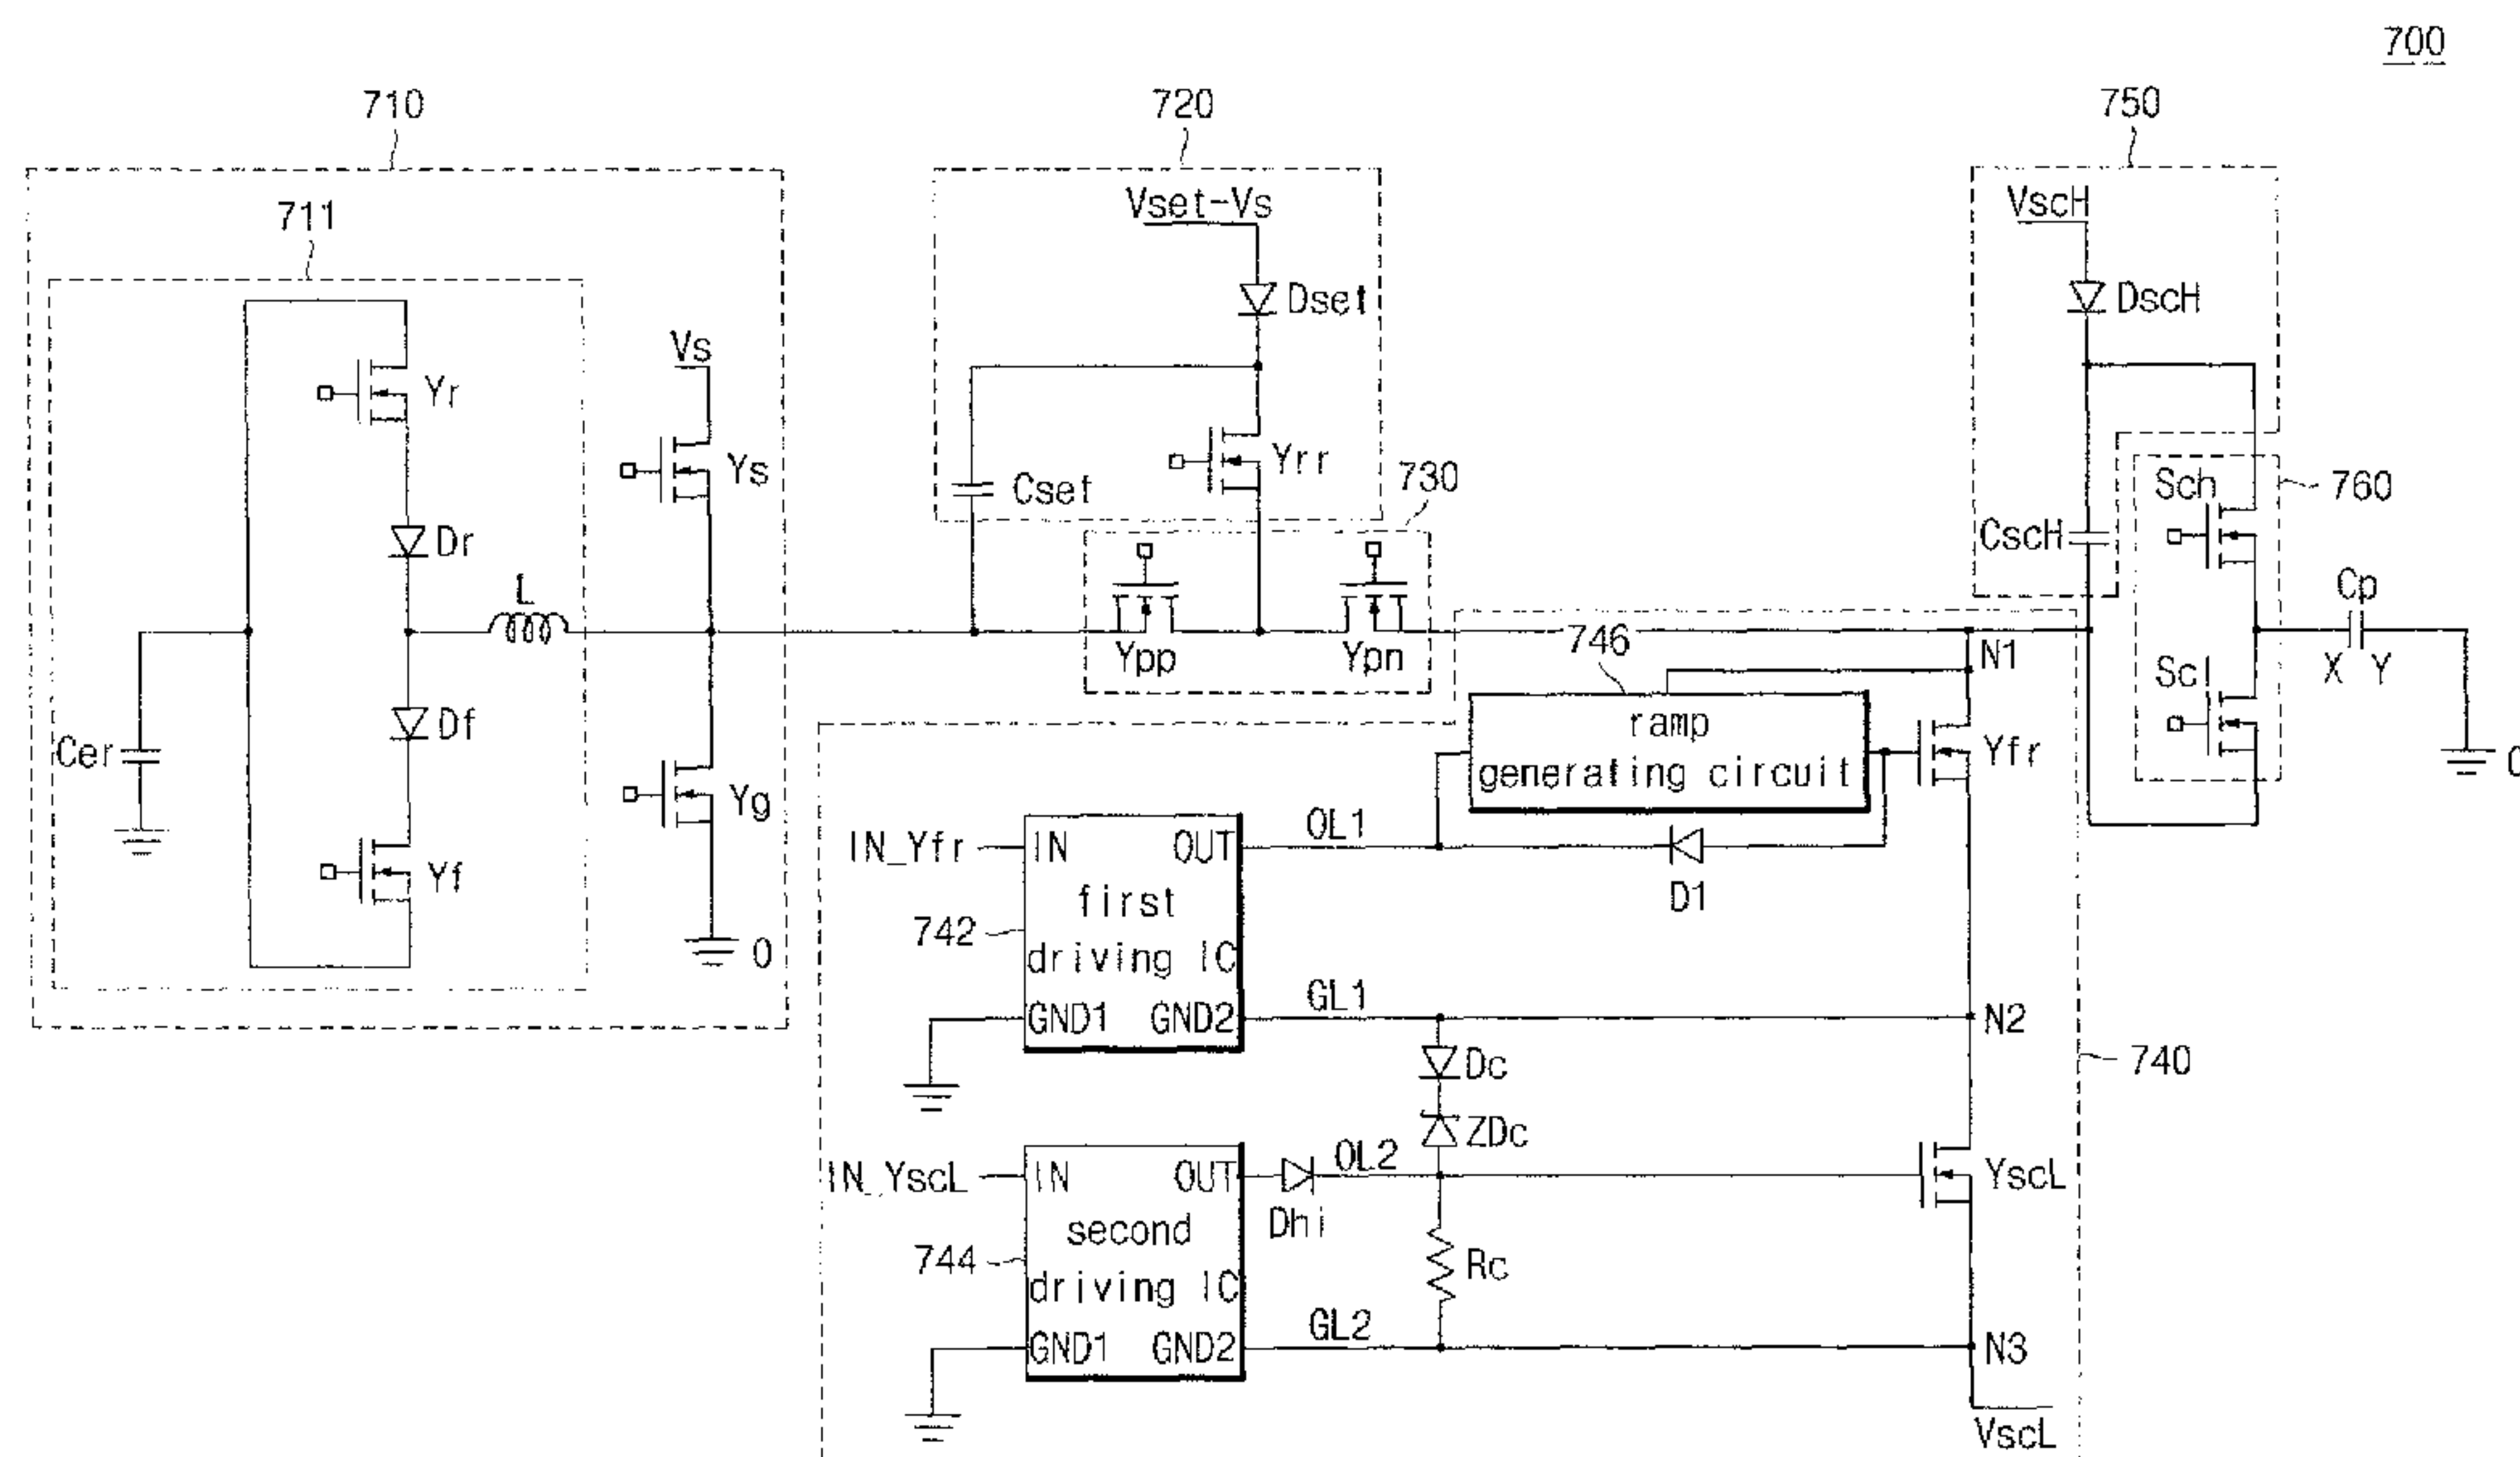 700
710
720
750
711
Vset-Vs
VscH
Dset
DscH
Vs
Yr
Ys
Yrr
730
Cset
Sch
760
Dr
CscH
L
Cp
Ypp
Ypn
746
N1
X Y
Scl
Df
Cer
ramp
generating circuit
Yfr
0
Yg
OL1
IN_Yfr
IN OUT
Yf
D1
first
driving IC
742
0
GL1
GND1 GND2
N2
Dc
740
ZDc
OL2
IN_YscL
IN OUT
YscL
Dhi
second
driving IC
744
Rc
GL2
GND1 GND2
N3
VscL